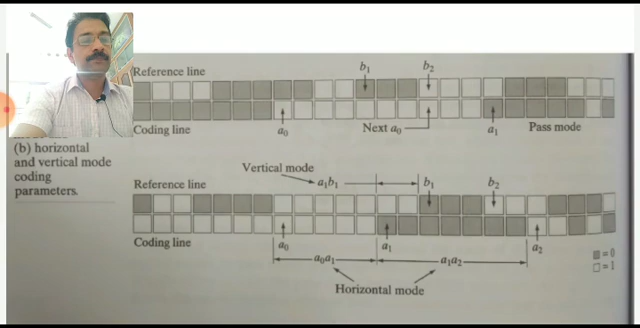 b₁ b₂
Reference line
Coding line a₀ Next a₀ a₁ Pass mode
(b) horizontal
and vertical mode
coding
parameters.
Vertical mode
Reference line a₁b₁ b₁ b₂
Coding line a₀ a₁ a₂
a₀a₁ a₁a₂
= 0
= 1
Horizontal mode